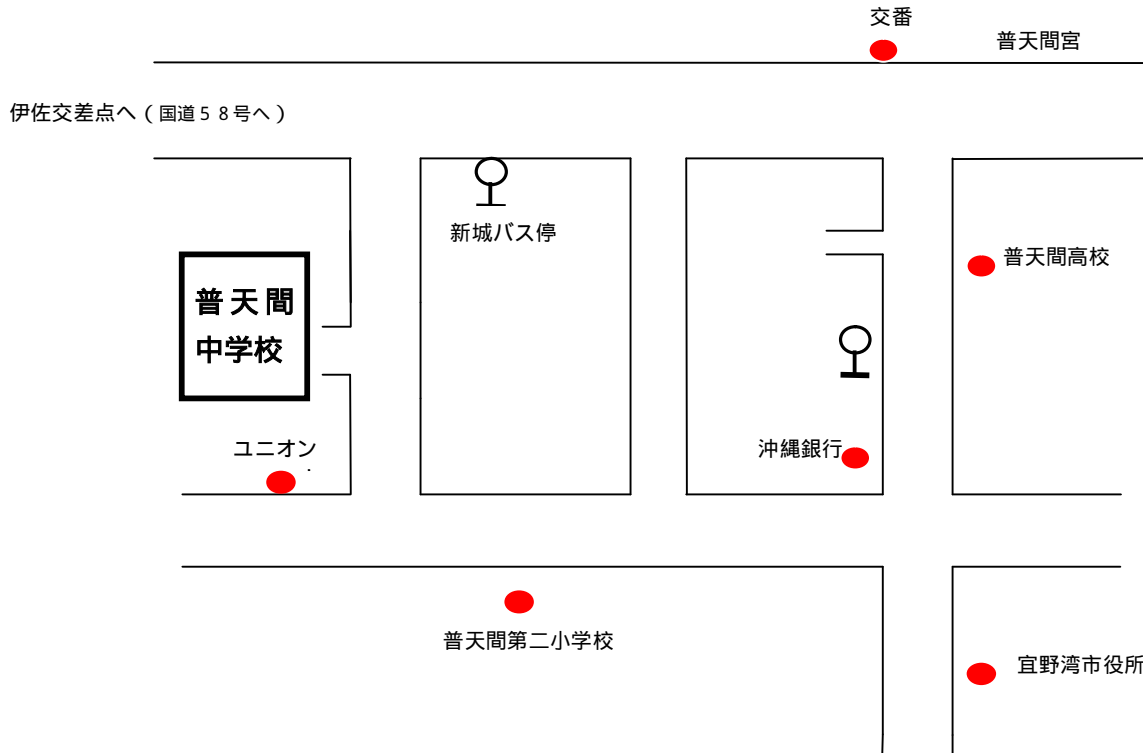 交番
普天間宮
伊佐交差点へ(国道58号へ)
新城バス停
普天間高校
普天間
中学校
ユニオン
沖縄銀行
普天間第二小学校
宜野湾市役所